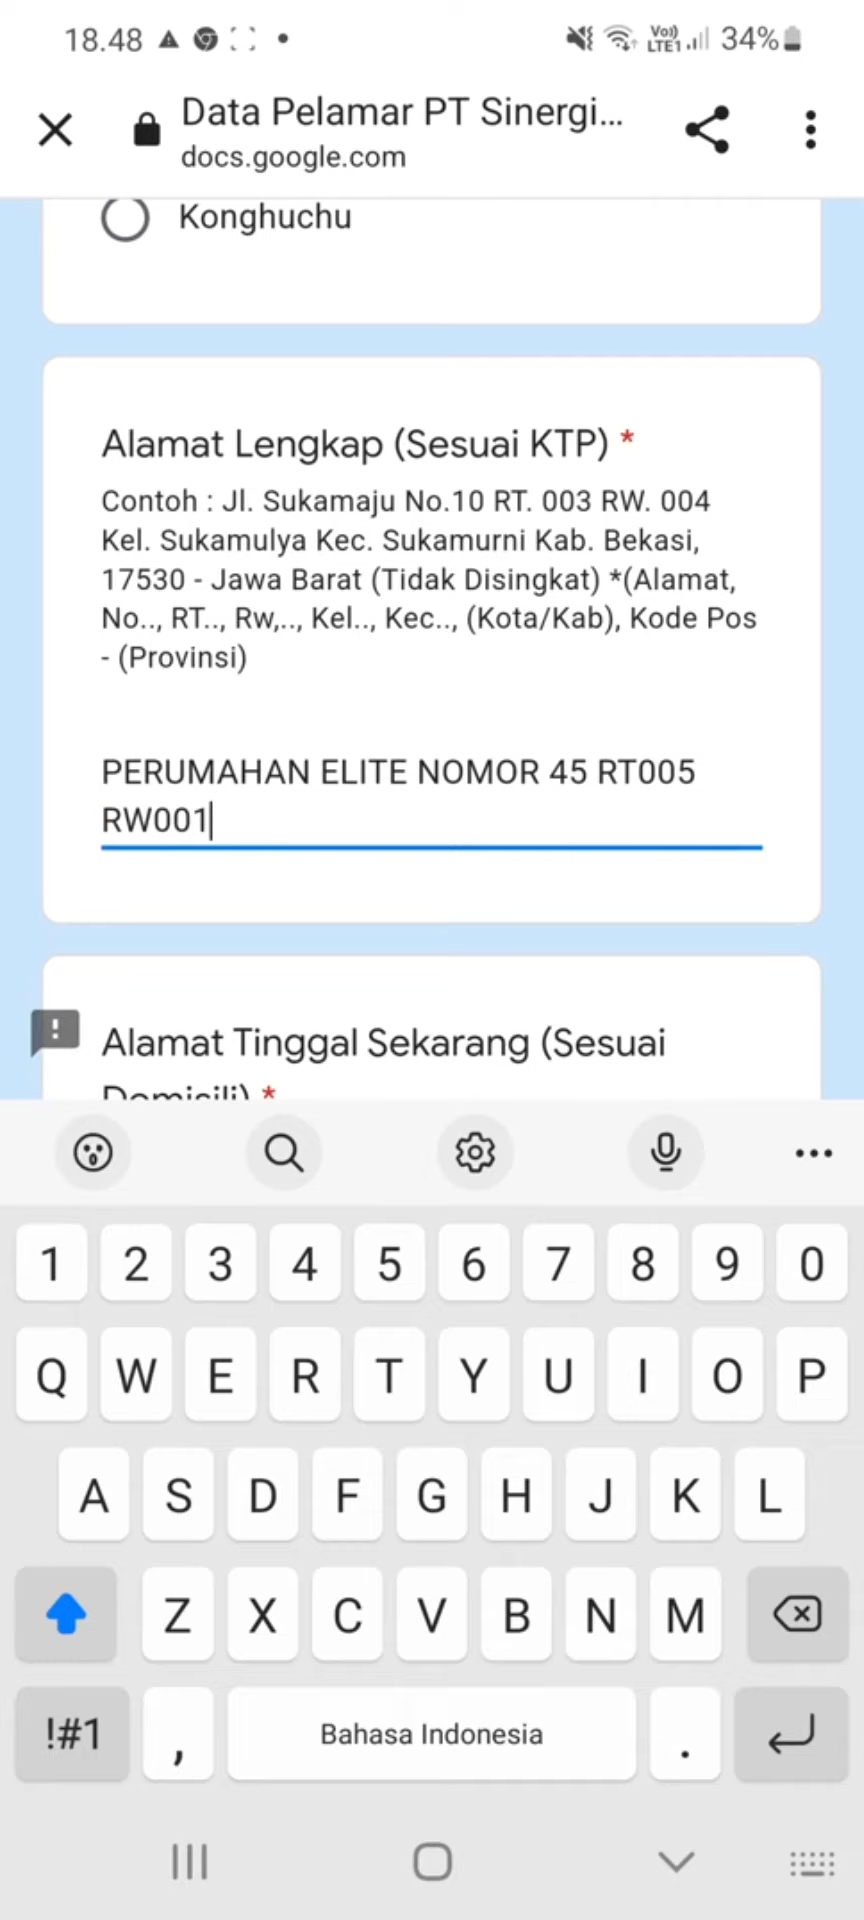 18.48
Vo))
LTE1
34%
Data Pelamar PT Sinergi...
docs.google.com
Konghuchu
Alamat Lengkap (Sesuai KTP) *
Contoh : Jl. Sukamaju No.10 RT. 003 RW. 004
Kel. Sukamulya Kec. Sukamurni Kab. Bekasi,
17530 - Jawa Barat (Tidak Disingkat) *(Alamat,
No.., RT.., Rw,.., Kel.., Kec.., (Kota/Kab), Kode Pos
- (Provinsi)
PERUMAHAN ELITE NOMOR 45 RT005
RW001
Alamat Tinggal Sekarang (Sesuai
Domisili) *
1 2 3 4 5 6 7 8 9 0
Q W E R T Y U I O P
A S D F G H J K L
Z X C V B N M
!#1 , Bahasa Indonesia .